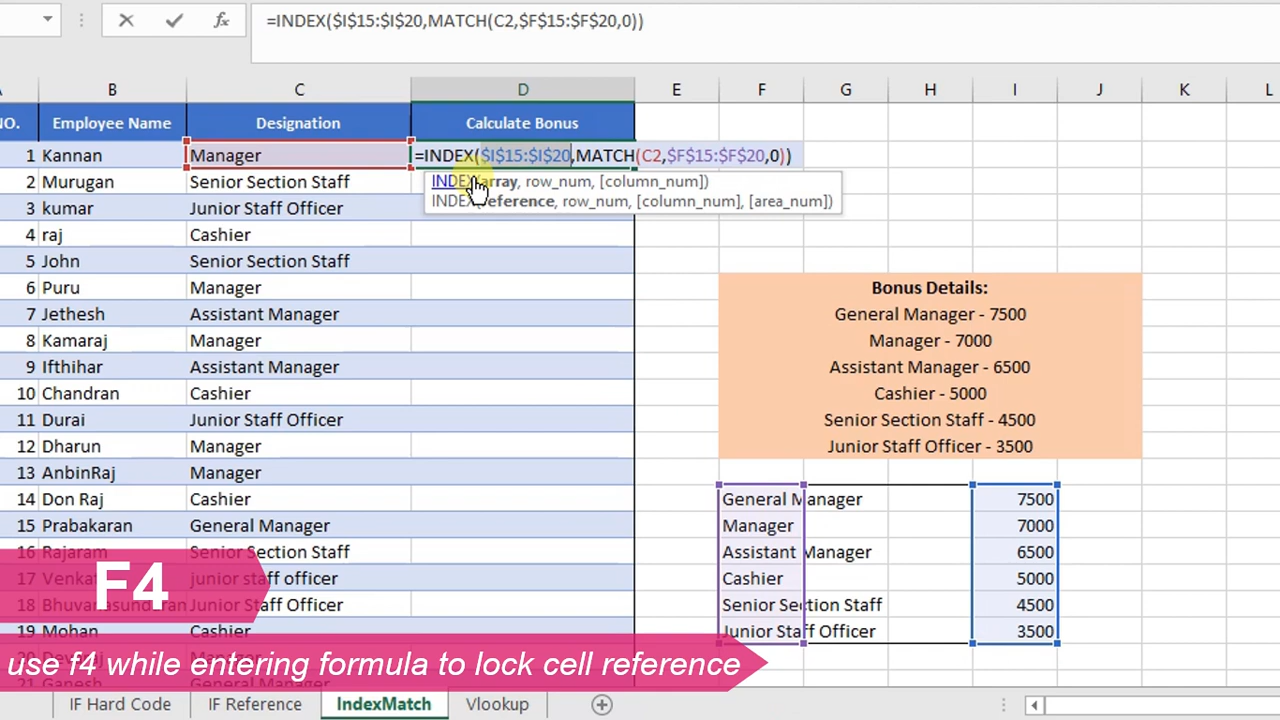 =INDEX($I$15:$I$20,MATCH(C2,$F$15:$F$20,0))
B C D E F G H I J K L
NO. Employee Name Designation Calculate Bonus
1 Kannan Manager =INDEX($I$15:$I$20,MATCH(C2,$F$15:$F$20,0))
2 Murugan Senior Section Staff
INDEX(array, row_num, [column_num])
INDEX(reference, row_num, [column_num], [area_num])
3 kumar Junior Staff Officer
4 raj Cashier
5 John Senior Section Staff
6 Puru Manager
7 Jethesh Assistant Manager
8 Kamaraj Manager
9 Ifthihar Assistant Manager
10 Chandran Cashier
11 Durai Junior Staff Officer
12 Dharun Manager
13 AnbinRaj Manager
14 Don Raj Cashier
15 Prabakaran General Manager
16 Rajaram Senior Section Staff
17 junior staff officer
18 Bhuvanasundaran Junior Staff Officer
19 Mohan Cashier
21 Ganesh General Manager
Bonus Details:
General Manager - 7500
Manager - 7000
Assistant Manager - 6500
Cashier - 5000
Senior Section Staff - 4500
Junior Staff Officer - 3500
General Manager 7500
Manager 7000
Assistant Manager 6500
Cashier 5000
Senior Section Staff 4500
Junior Staff Officer 3500
F4
use f4 while entering formula to lock cell reference
IF Hard Code IF Reference IndexMatch Vlookup